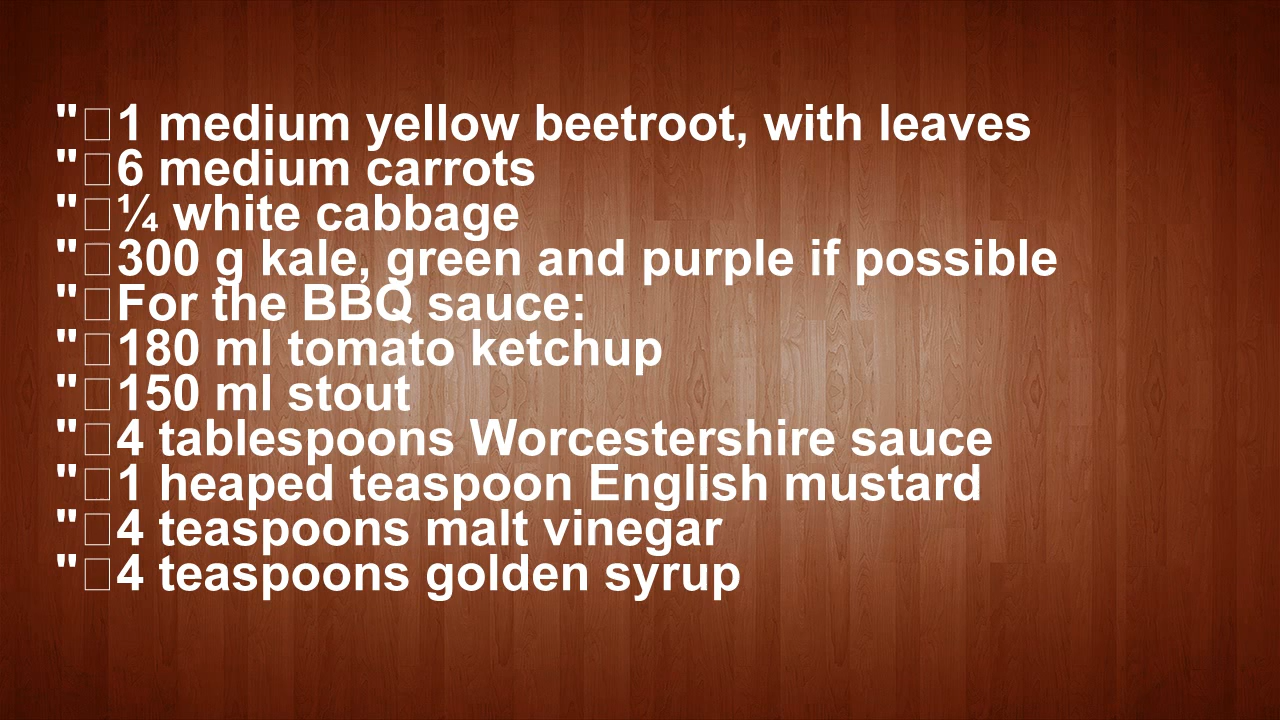 "□1 medium yellow beetroot, with leaves
"□6 medium carrots
"□¼ white cabbage
"□300 g kale, green and purple if possible
"□For the BBQ sauce:
"□180 ml tomato ketchup
"□150 ml stout
"□4 tablespoons Worcestershire sauce
"□1 heaped teaspoon English mustard
"□4 teaspoons malt vinegar
"□4 teaspoons golden syrup